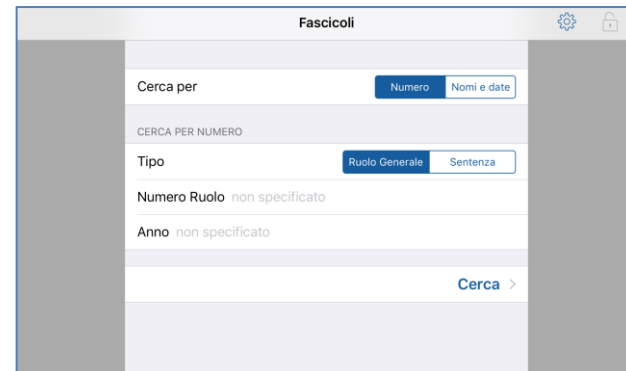 Fascicoli
Cerca per Numero Nomi e date
CERCA PER NUMERO
Tipo Ruolo Generale Sentenza
Numero Ruolo non specificato
Anno non specificato
Cerca